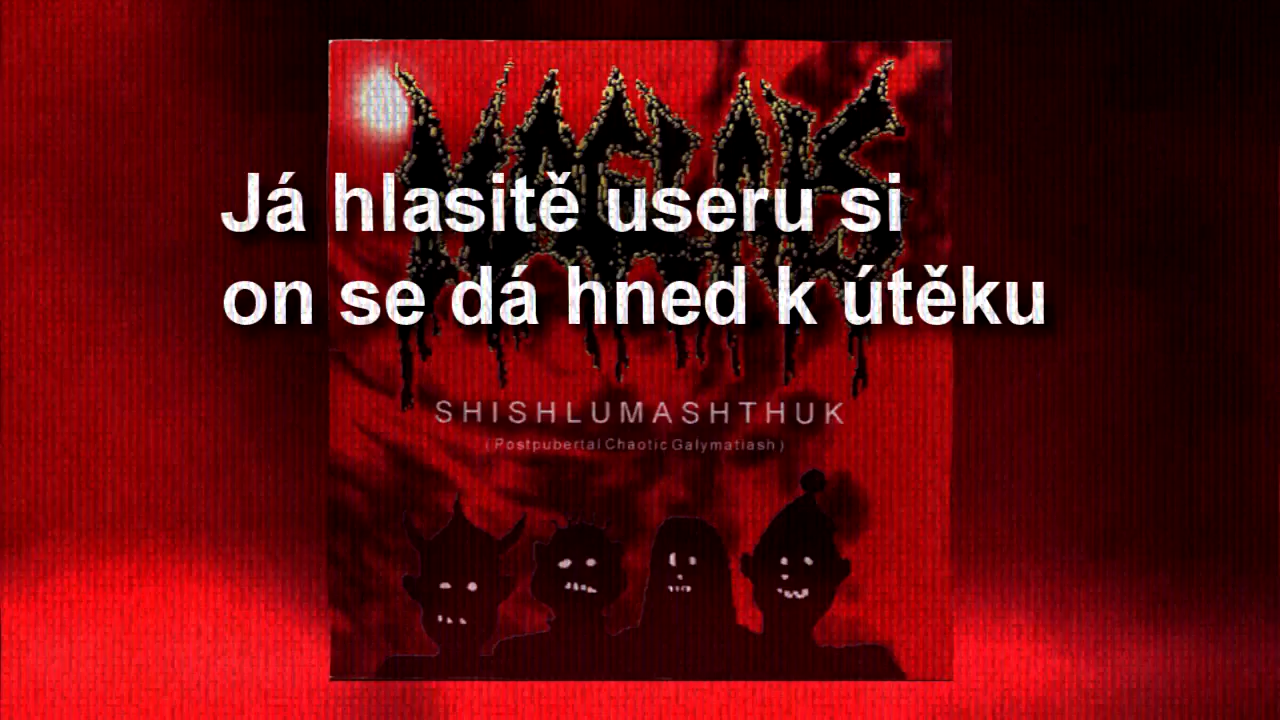 Já hlasitě useru si
on se dá hned k útěku
SHISHLUMASHTHUK
(Postpubertal Chaotic Galymatiash)